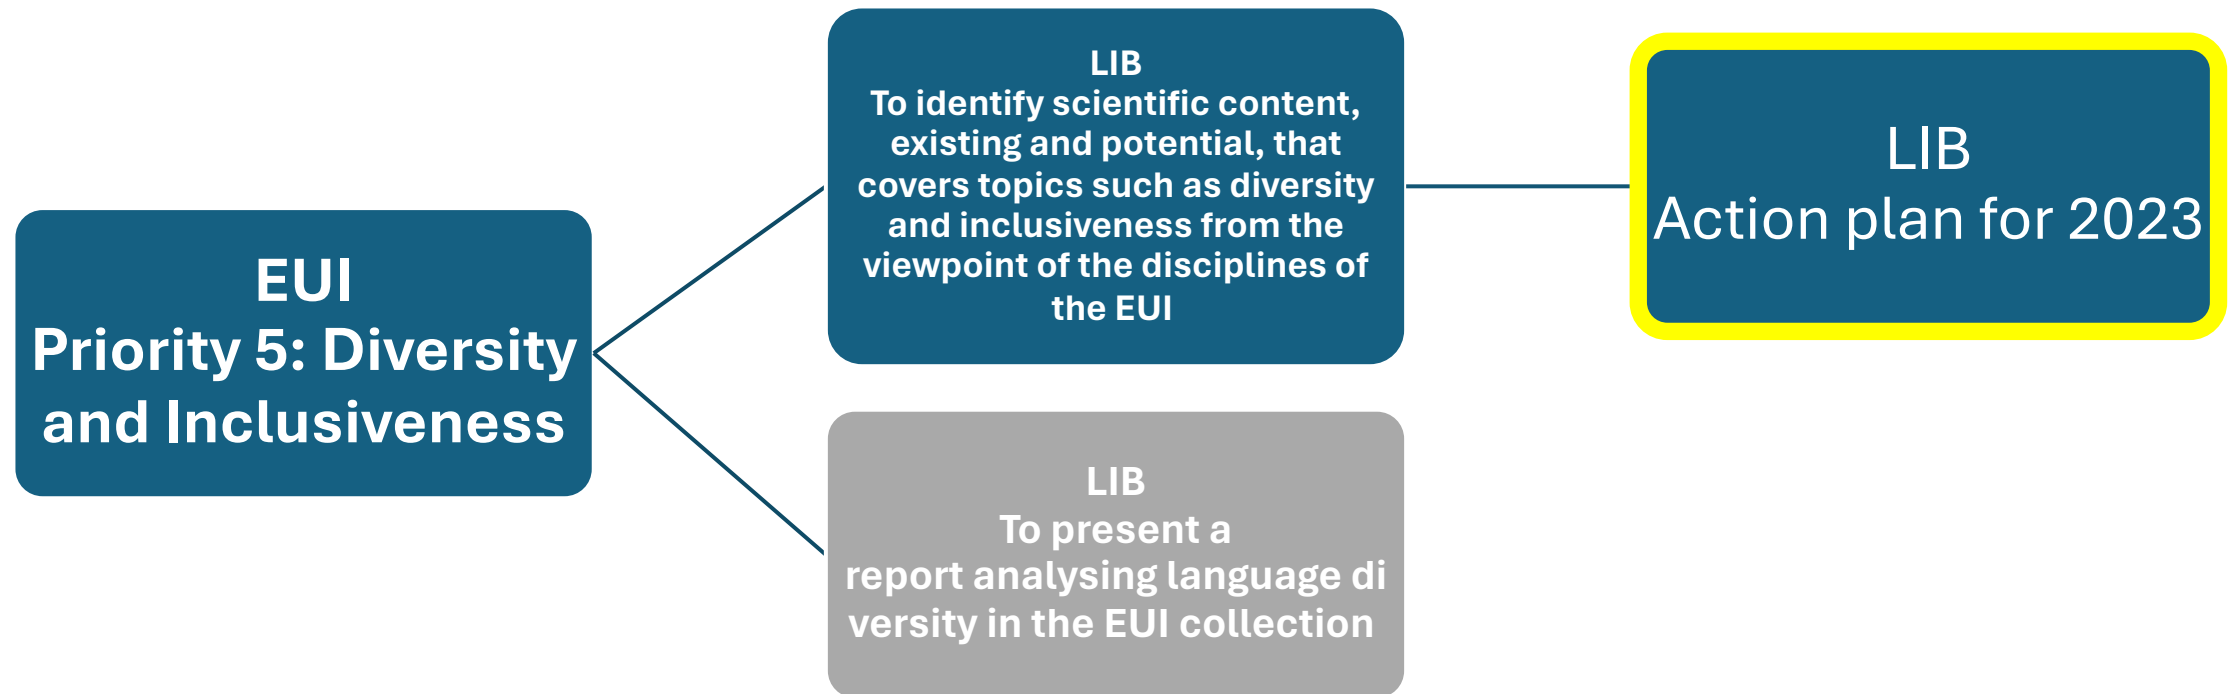 EUI
Priority 5: Diversity
and Inclusiveness
LIB
To identify scientific content,
existing and potential, that
covers topics such as diversity
and inclusiveness from the
viewpoint of the disciplines of
the EUI
LIB
Action plan for 2023
LIB
To present a
report analysing language di
versity in the EUI collection